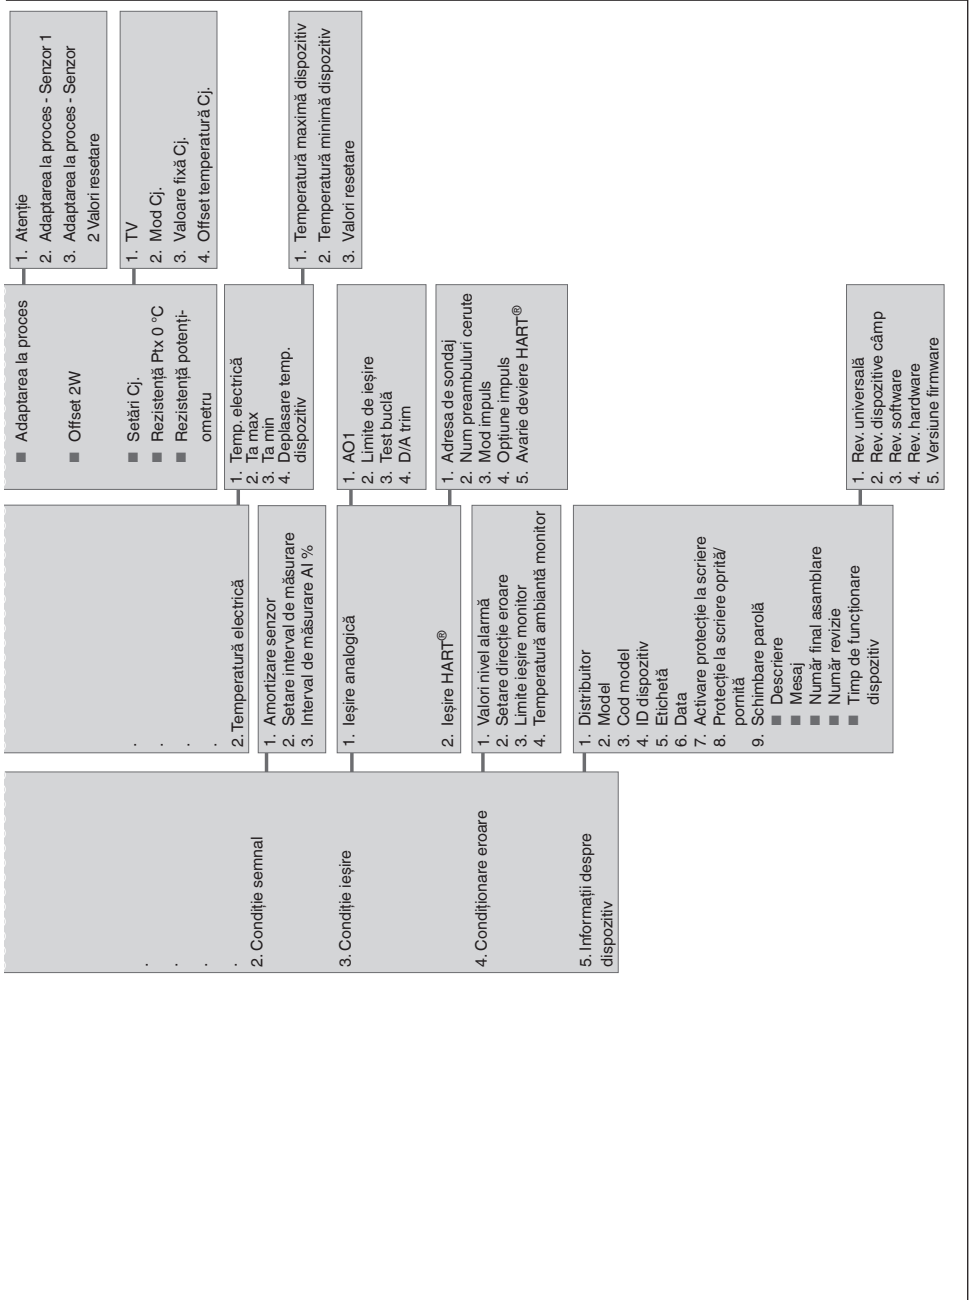 .
.
.
.
2. Condiție semnal
3. Condiție ieșire
4. Condiționare eroare
5. Informații despre
dispozitiv
.
.
.
.
2. Temperatură electrică
1. Amortizare senzor
2. Setare interval de măsurare
3. Interval de măsurare AI %
1. Ieșire analogică
2. Ieșire HART®
1. Valori nivel alarmă
2. Setare direcție eroare
3. Limite ieșire monitor
4. Temperatură ambiantă monitor
1. Distribuitor
2. Model
3. Cod model
4. ID dispozitiv
5. Etichetă
6. Data
7. Activare protecție la scriere
8. Protecție la scriere oprită/
pornită
9. Schimbare parolă
■ Descriere
■ Mesaj
■ Număr final asamblare
■ Număr revizie
■ Timp de funcționare
dispozitiv
■ Adaptarea la proces
■ Offset 2W
■ Setări Cj.
■ Rezistență Ptx 0 °C
■ Rezistență potenți-
ometru
1. Temp. electrică
2. Ta max
3. Ta min
4. Deplasare temp.
dispozitiv
1. AO1
2. Limite de ieșire
3. Test buclă
4. D/A trim
1. Adresa de sondaj
2. Num preambuluri cerute
3. Mod impuls
4. Opțiune impuls
5. Avarie deviere HART®
1. Rev. universală
2. Rev. dispozitive câmp
3. Rev. software
4. Rev. hardware
5. Versiune firmware
1. Atenție
2. Adaptarea la proces - Senzor 1
3. Adaptarea la proces - Senzor
2 Valori resetare
1. TV
2. Mod Cj.
3. Valoare fixă Cj.
4. Offset temperatură Cj.
1. Temperatură maximă dispozitiv
2. Temperatură minimă dispozitiv
3. Valori resetare